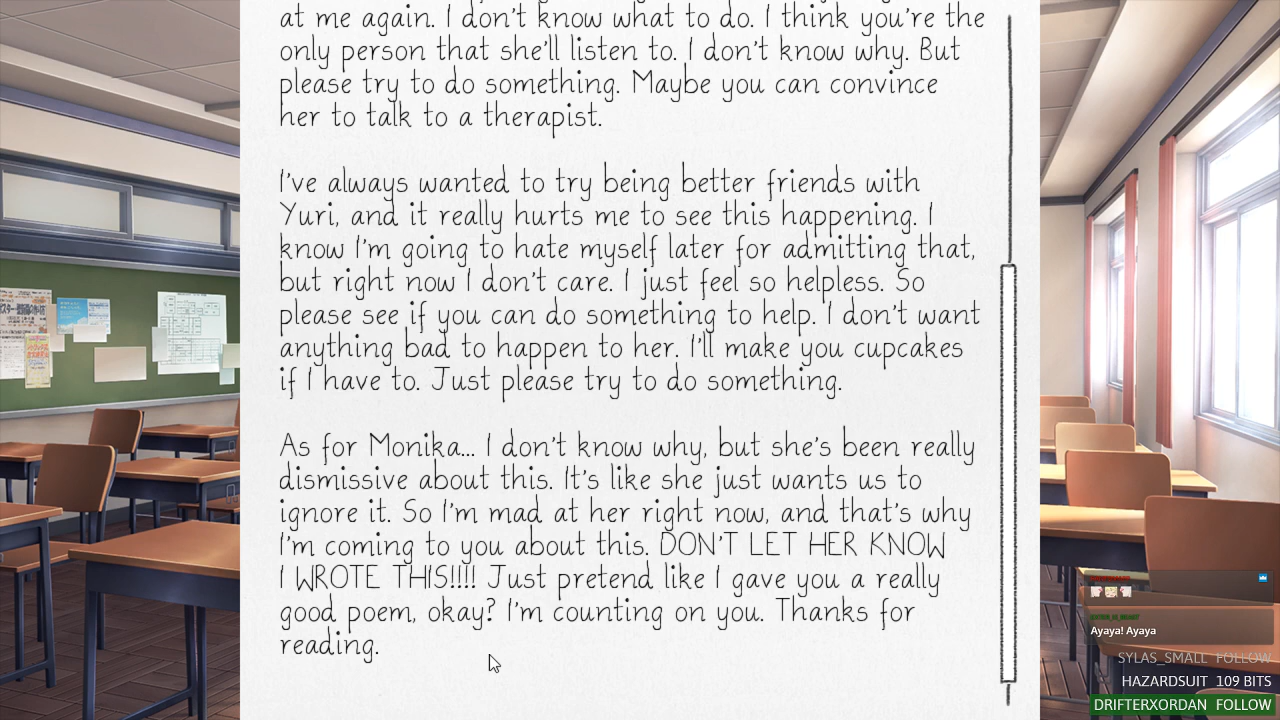 at me again. I don't know what to do. I think you're the
only person that she'll listen to. I don't know why. But
please try to do something. Maybe you can convince
her to talk to a therapist.
I've always wanted to try being better friends with
Yuri, and it really hurts me to see this happening. I
know I'm going to hate myself later for admitting that,
but right now I don't care. I just feel so helpless. So
please see if you can do something to help. I don't want
anything bad to happen to her. I'll make you cupcakes
if I have to. Just please try to do something.
As for Monika... I don't know why, but she's been really
dismissive about this. It's like she just wants us to
ignore it. So I'm mad at her right now, and that's why
I'm coming to you about this. DON'T LET HER KNOW
I WROTE THIS!!!! Just pretend like I gave you a really
good poem, okay? I'm counting on you. Thanks for
reading.
Ayaya! Ayaya
SYLAS_SMALL FOLLOW
HAZARDSUIT 109 BITS
DRIFTERXORDAN FOLLOW